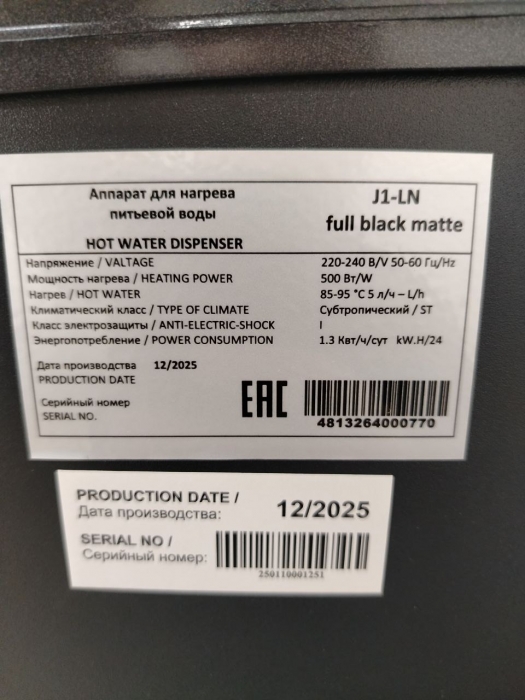 Аппарат для нагрева
питьевой воды
HOT WATER DISPENSER
J1-LN
full black matte
Напряжение / VALTAGE 220-240 В/V 50-60 Гц/Hz
Мощность нагрева / HEATING POWER 500 Вт/W
Нагрев / HOT WATER 85-95 °C 5 л/ч – L/h
Климатический класс / TYPE OF CLIMATE Субтропический / ST
Класс электрозащиты / ANTI-ELECTRIC-SHOCK I
Энергопотребление / POWER CONSUMPTION 1.3 Квт/ч/сут kW.H/24
Дата производства 12/2025
PRODUCTION DATE
Серийный номер
SERIAL NO.
EAC
4813264000770
PRODUCTION DATE / 12/2025
Дата производства:
SERIAL NO /
Серийный номер:
250110001251